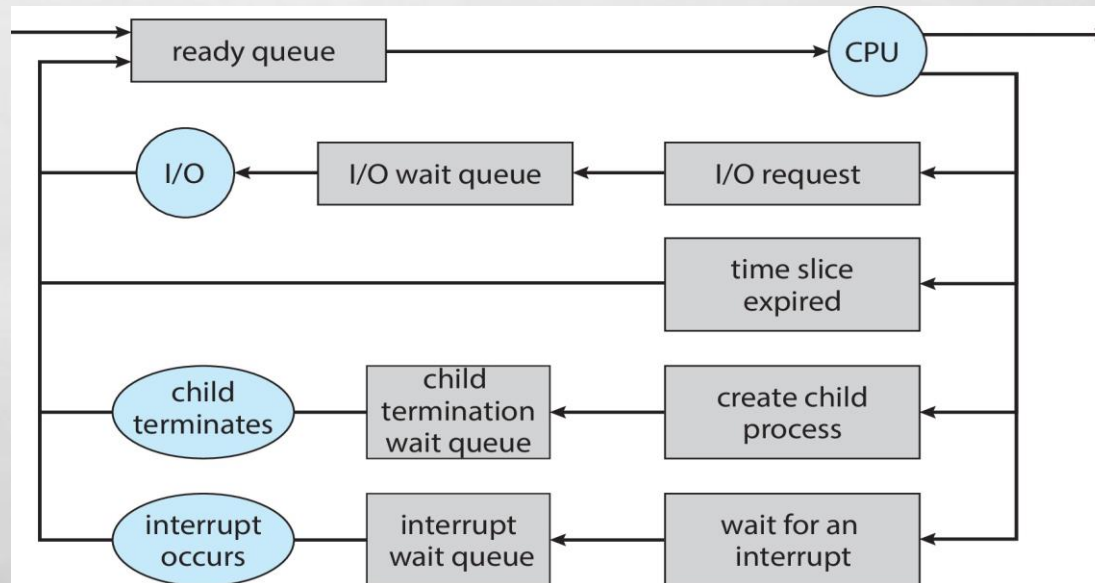 ready queue
CPU
I/O
I/O wait queue
I/O request
time slice
expired
child
terminates
child
termination
wait queue
create child
process
interrupt
occurs
interrupt
wait queue
wait for an
interrupt